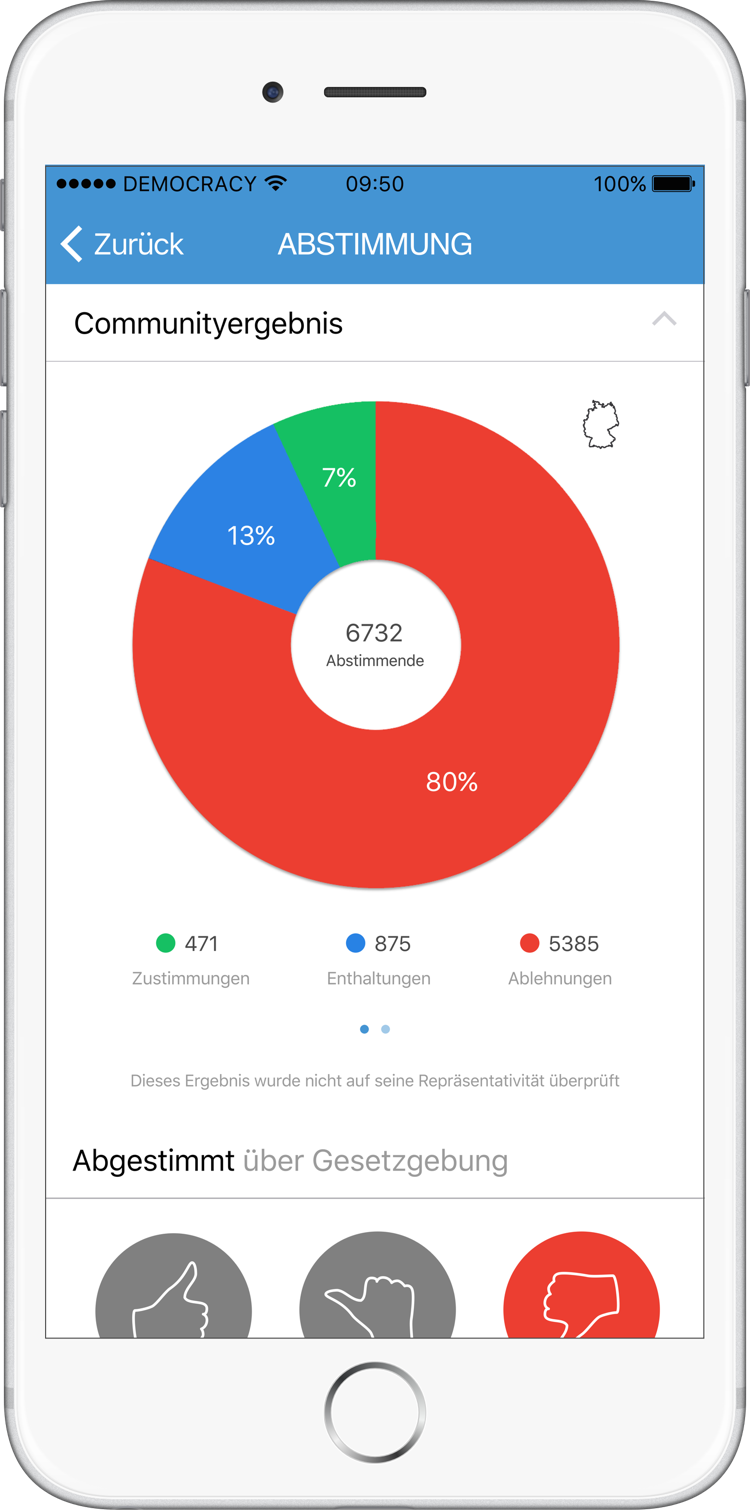 DEMOCRACY 09:50 100%
Zurück ABSTIMMUNG
Communityergebnis
7%
13%
6732
Abstimmende
80%
471 875 5385
Zustimmungen Enthaltungen Ablehnungen
Dieses Ergebnis wurde nicht auf seine Repräsentativität überprüft
Abgestimmt über Gesetzgebung